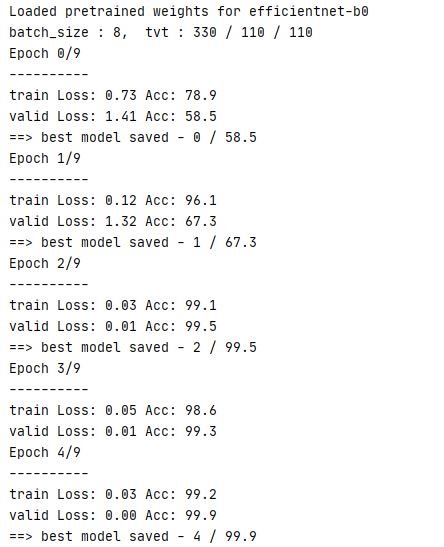 Loaded pretrained weights for efficientnet-b0
batch_size : 8,  tvt : 330 / 110 / 110
Epoch 0/9
----------
train Loss: 0.73 Acc: 78.9
valid Loss: 1.41 Acc: 58.5
==> best model saved - 0 / 58.5
Epoch 1/9
----------
train Loss: 0.12 Acc: 96.1
valid Loss: 1.32 Acc: 67.3
==> best model saved - 1 / 67.3
Epoch 2/9
----------
train Loss: 0.03 Acc: 99.1
valid Loss: 0.01 Acc: 99.5
==> best model saved - 2 / 99.5
Epoch 3/9
----------
train Loss: 0.05 Acc: 98.6
valid Loss: 0.01 Acc: 99.3
Epoch 4/9
----------
train Loss: 0.03 Acc: 99.2
valid Loss: 0.00 Acc: 99.9
==> best model saved - 4 / 99.9